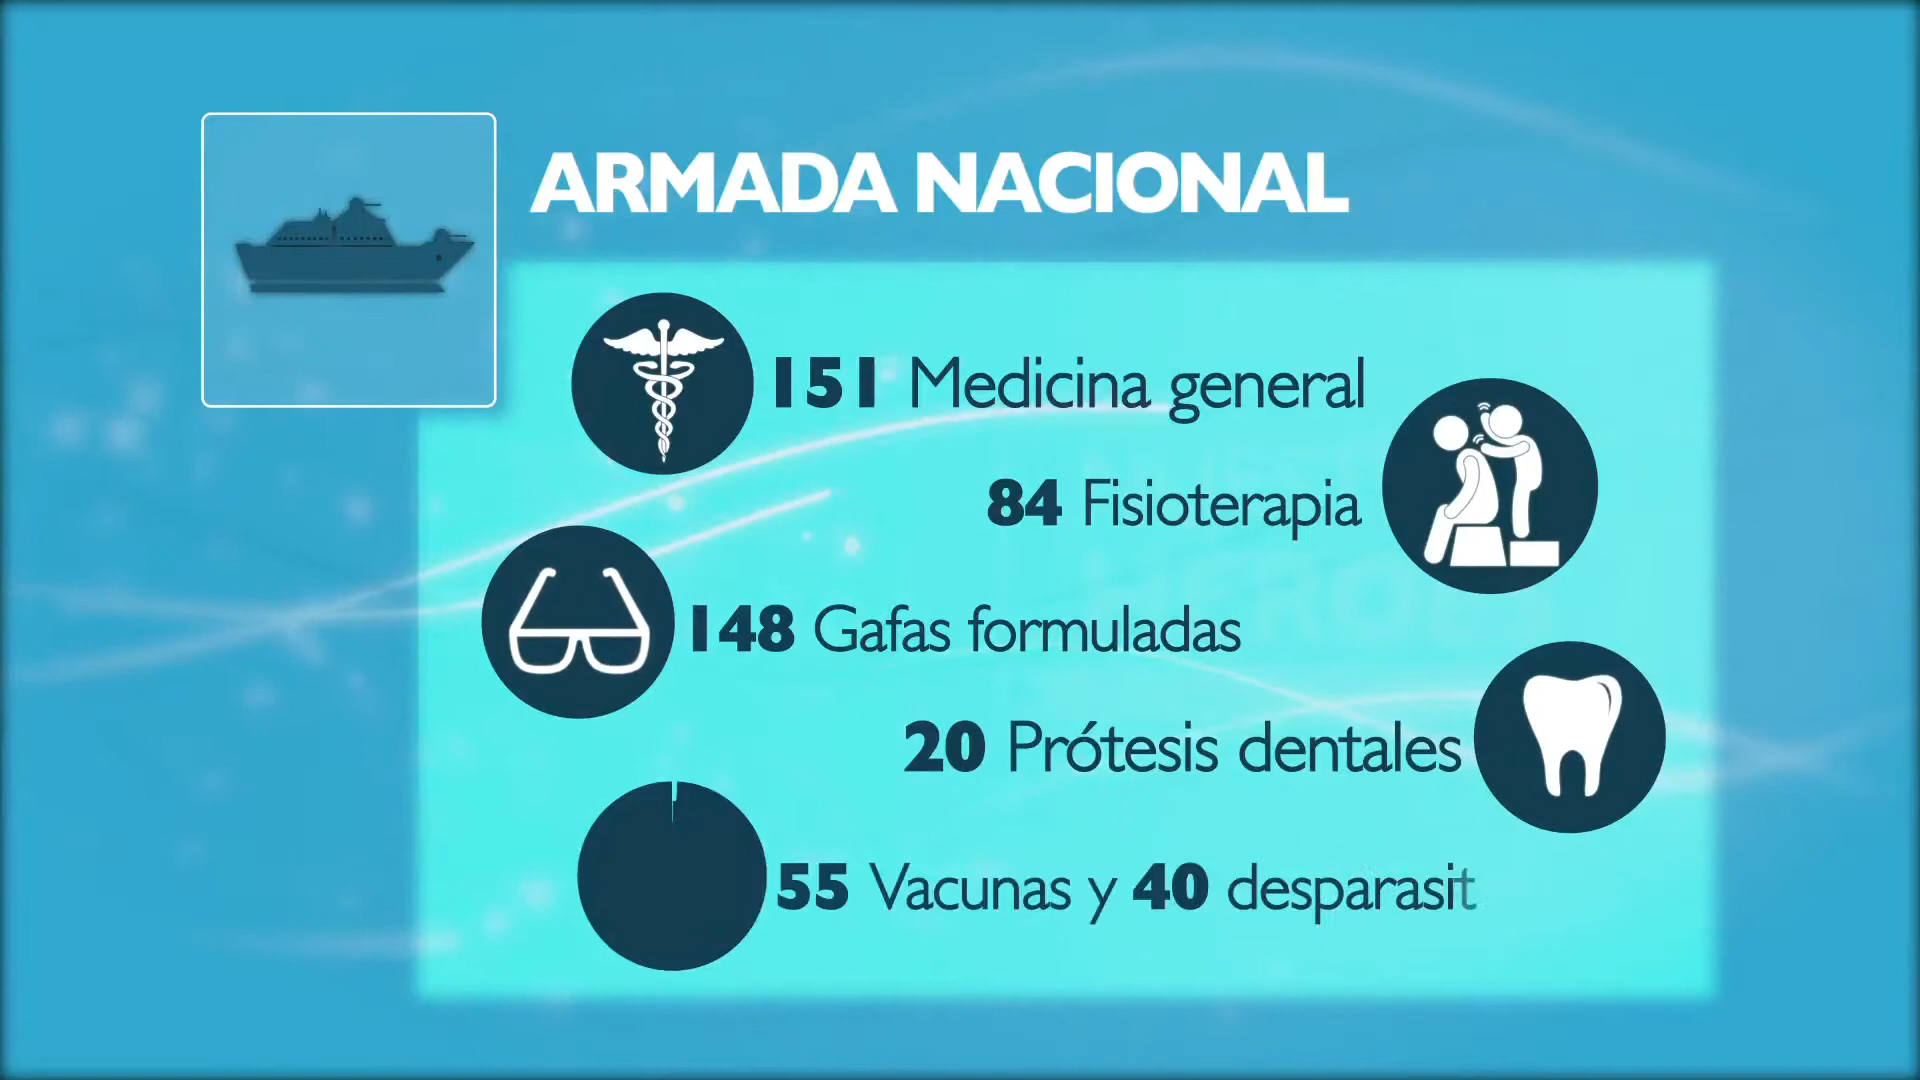 ARMADA NACIONAL
151 Medicina general
84 Fisioterapia
148 Gafas formuladas
20 Prótesis dentales
55 Vacunas y 40 desparasit